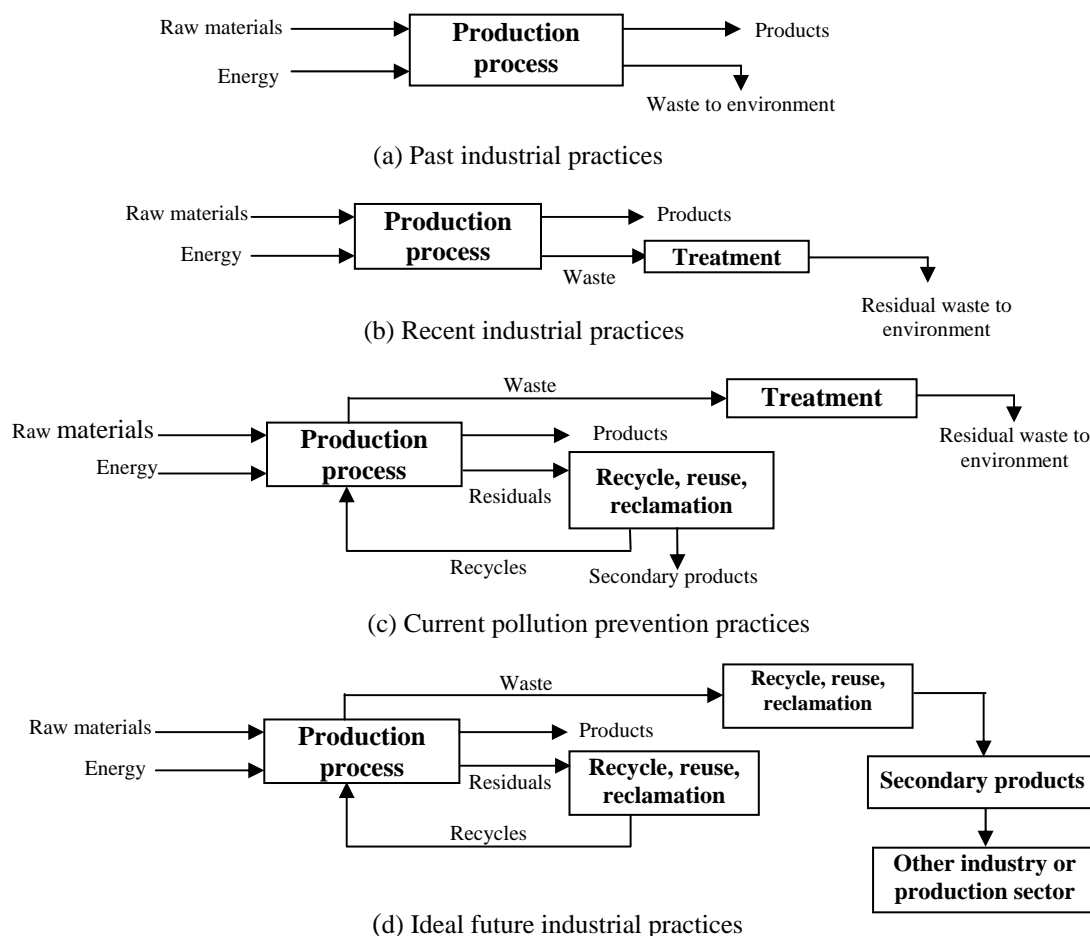 Raw materials
Production
process
Products
Energy
Waste to environment
(a) Past industrial practices
Raw materials
Production
process
Products
Energy
Waste
Treatment
Residual waste to
environment
(b) Recent industrial practices
Waste
Treatment
Raw materials
Production
process
Products
Residual waste to
environment
Energy
Residuals
Recycle, reuse,
reclamation
Recycles
Secondary products
(c) Current pollution prevention practices
Waste
Recycle, reuse,
reclamation
Raw materials
Production
process
Products
Energy
Residuals
Recycle, reuse,
reclamation
Secondary products
Recycles
Other industry or
production sector
(d) Ideal future industrial practices